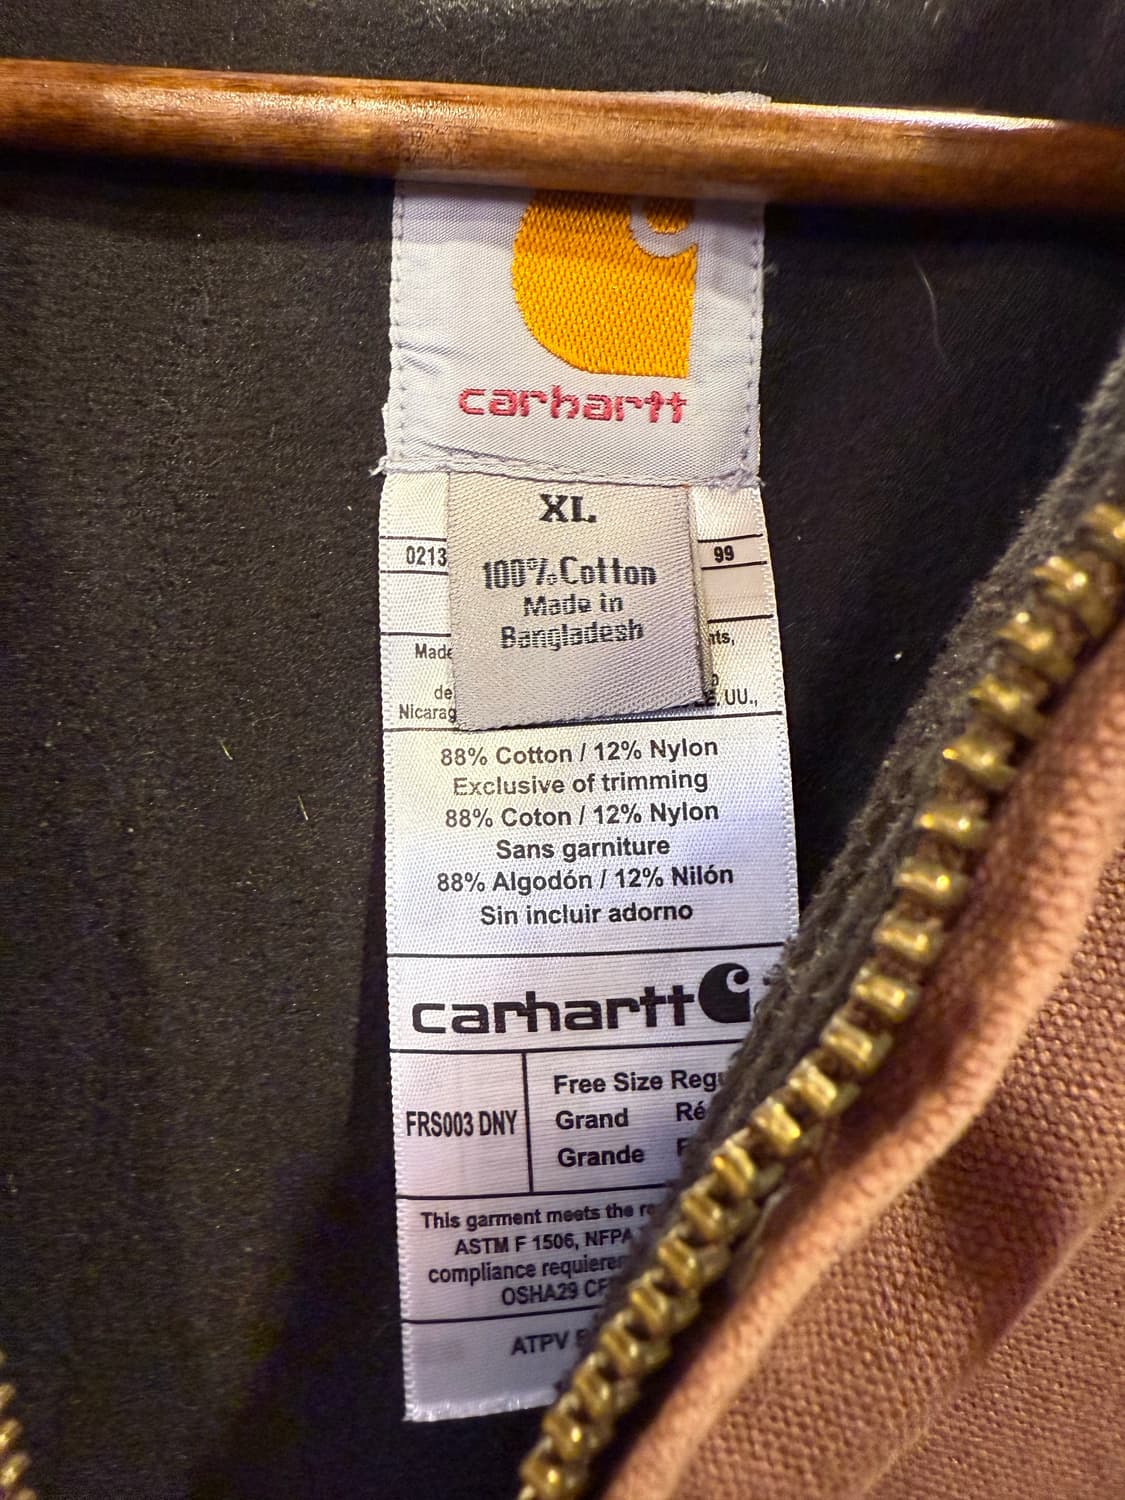 carhartt
XL
100% Cotton
Made in
Bangladesh
0213
99
Made
de
UU.,
88% Cotton / 12% Nylon
Exclusive of trimming
88% Coton / 12% Nylon
Sans garniture
88% Algodón / 12% Nilón
Sin incluir adorno
carhartt
FRS003 DNY
Free Size
Grand
Grande
This garment meets the
ASTM F 1506, NFPA
compliance
OSHA29
ATPV